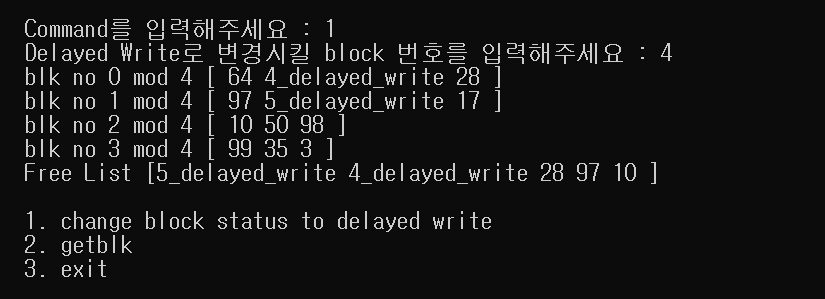 Command를 입력해주세요 : 1
Delayed Write로 변경시킬 block 번호를 입력해주세요 : 4
blk no 0 mod 4 [ 64 4_delayed_write 28 ]
blk no 1 mod 4 [ 97 5_delayed_write 17 ]
blk no 2 mod 4 [ 10 50 98 ]
blk no 3 mod 4 [ 99 35 3 ]
Free List [5_delayed_write 4_delayed_write 28 97 10 ]
1. change block status to delayed write
2. getblk
3. exit